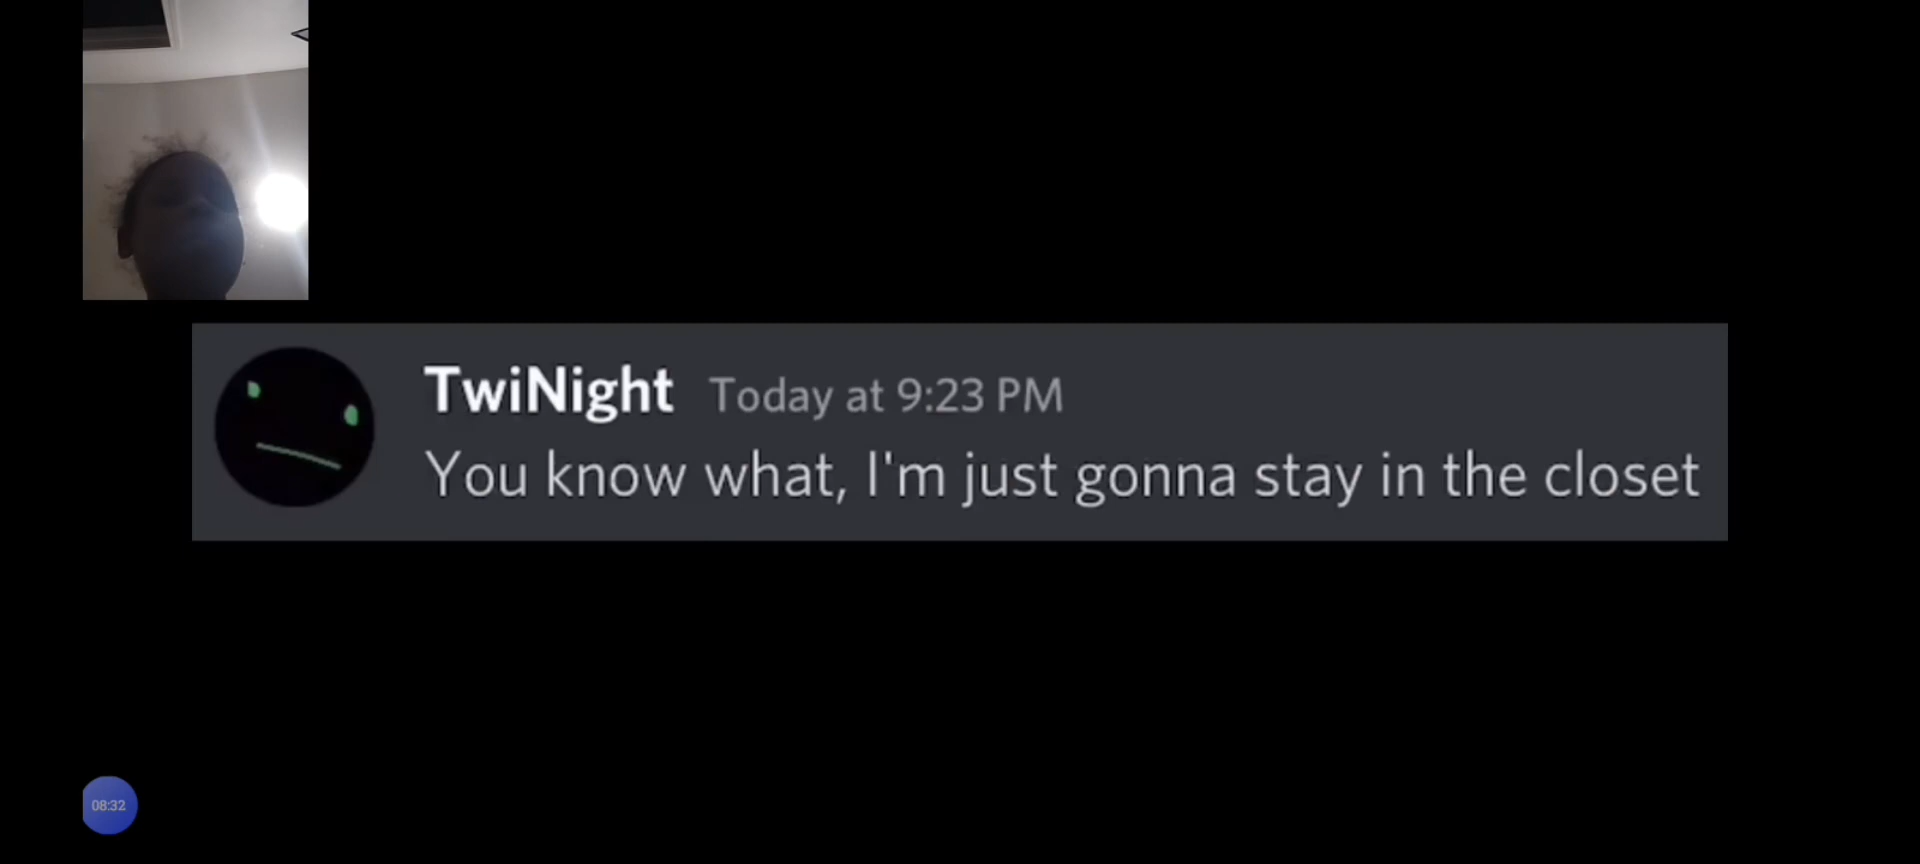 TwiNight Today at 9:23 PM
You know what, I'm just gonna stay in the closet
08:32